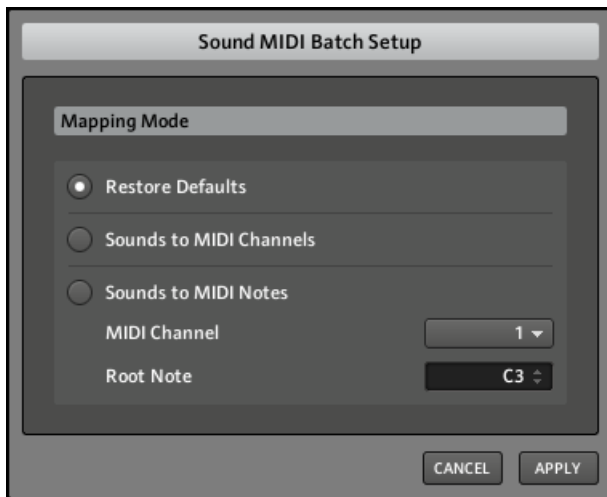 Sound MIDI Batch Setup
Mapping Mode
Restore Defaults
Sounds to MIDI Channels
Sounds to MIDI Notes
MIDI Channel 1
Root Note C3
CANCEL APPLY